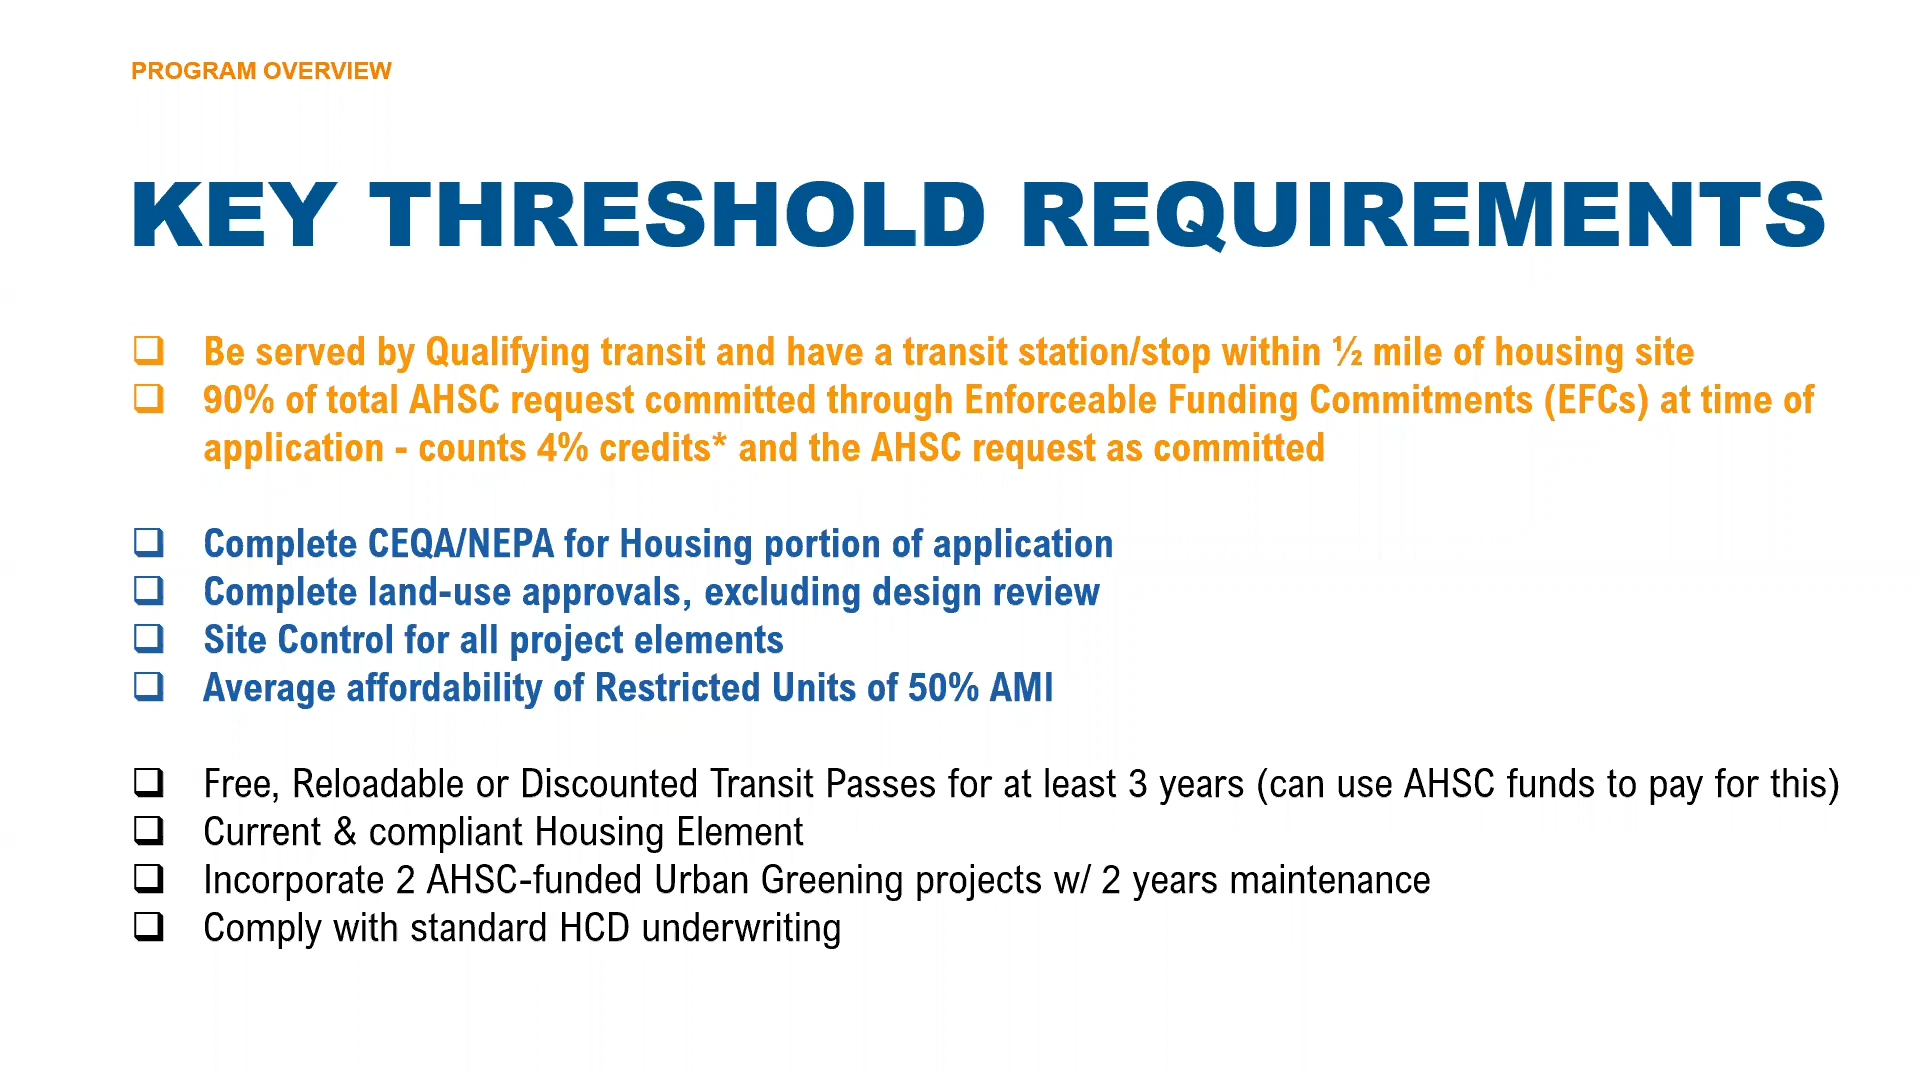 PROGRAM OVERVIEW
KEY THRESHOLD REQUIREMENTS
Be served by Qualifying transit and have a transit station/stop within ½ mile of housing site
90% of total AHSC request committed through Enforceable Funding Commitments (EFCs) at time of
application - counts 4% credits* and the AHSC request as committed
Complete CEQA/NEPA for Housing portion of application
Complete land-use approvals, excluding design review
Site Control for all project elements
Average affordability of Restricted Units of 50% AMI
Free, Reloadable or Discounted Transit Passes for at least 3 years (can use AHSC funds to pay for this)
Current & compliant Housing Element
Incorporate 2 AHSC-funded Urban Greening projects w/ 2 years maintenance
Comply with standard HCD underwriting